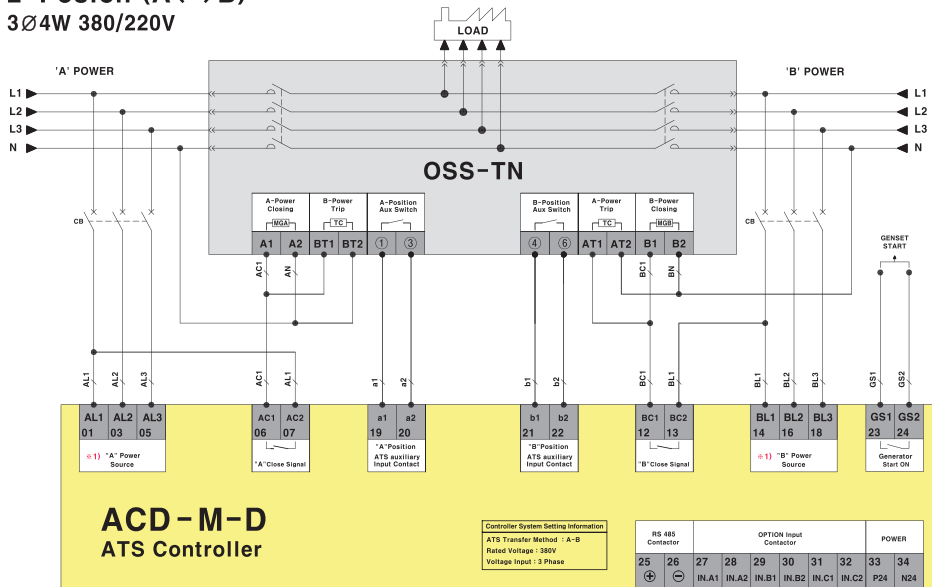 3Ø4W 380/220V
LOAD
'A' POWER
'B' POWER
L1
L2
L3
N
L1
L2
L3
N
OSS-TN
A-Power Closing
B-Power Trip
A-Position Aux Switch
B-Position Aux Switch
A-Power Trip
B-Power Closing
MGA
TC
TC
MGB
A1 A2 BT1 BT2 ① ③
④ ⑥ AT1 AT2 B1 B2
CB
CB
GENSET
START
AC1
AN
BC1
BN
AL1
AL2
AL3
AC1
AL1
a1
a2
b1
b2
BC1
BL1
BL1
BL2
BL3
GS1
GS2
AL1 AL2 AL3
01 03 05
※1) "A" Power
Source
AC1 AC2
06 07
"A"Close Signal
a1 a2
19 20
"A"Position
ATS auxiliary
Input Contact
b1 b2
21 22
"B"Position
ATS auxiliary
Input Contact
BC1 BC2
12 13
"B"Close Signal
BL1 BL2 BL3
14 16 18
※1) "B" Power
Source
GS1 GS2
23 24
Generator
Start ON
ACD-M-D
ATS Controller
Controller System Setting Information
ATS Transfer Method : A-B
Rated Voltage : 380V
Voltage Input : 3 Phase
RS 485
Contactor
OPTION Input
Contactor
POWER
25 26 27 28 29 30 31 32 33 34
⊕ ⊖ IN.A1 IN.A2 IN.B1 IN.B2 IN.C1 IN.C2 P24 N24